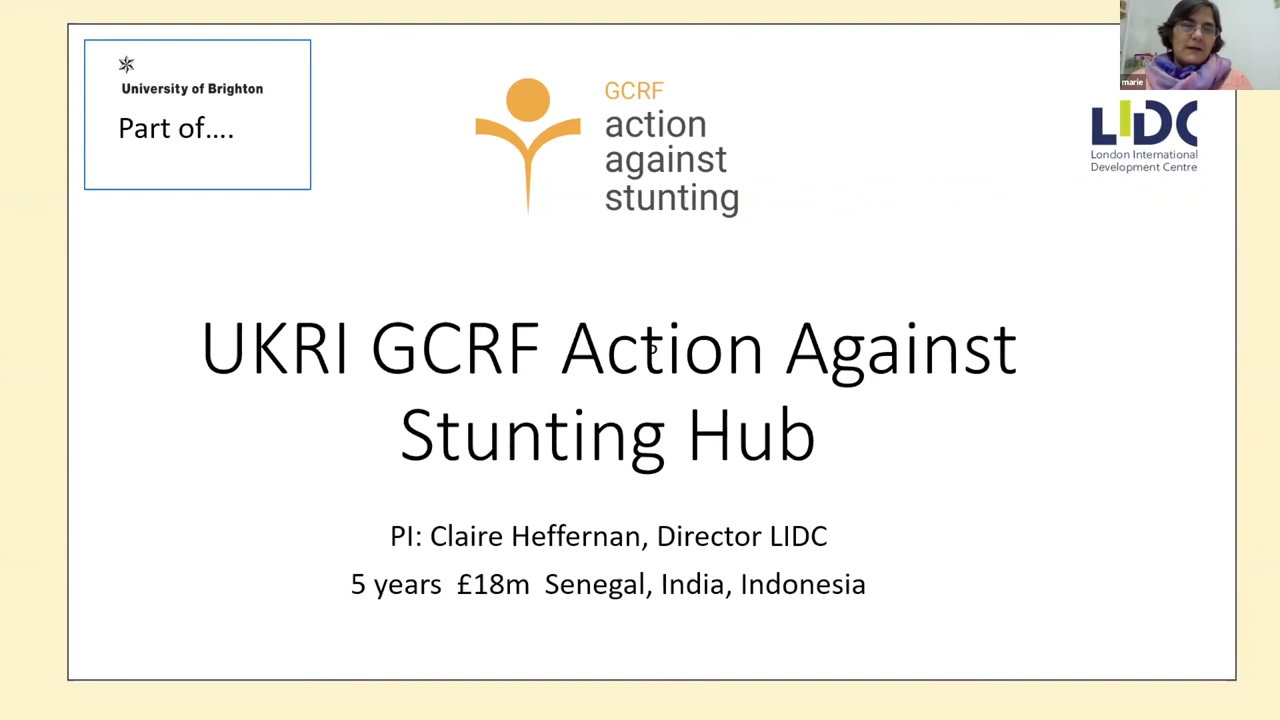 University of Brighton
Part of....
GCRF
action
against
stunting
marie
LIDC
London International
Development Centre
UKRI GCRF Action Against
Stunting Hub
PI: Claire Heffernan, Director LIDC
5 years £18m Senegal, India, Indonesia